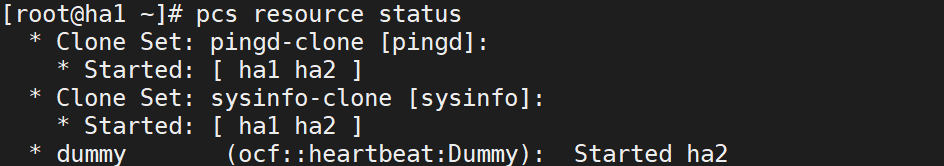 [root@ha1 ~]# pcs resource status
  * Clone Set: pingd-clone [pingd]:
    * Started: [ ha1 ha2 ]
  * Clone Set: sysinfo-clone [sysinfo]:
    * Started: [ ha1 ha2 ]
  * dummy       (ocf::heartbeat:Dummy):  Started ha2